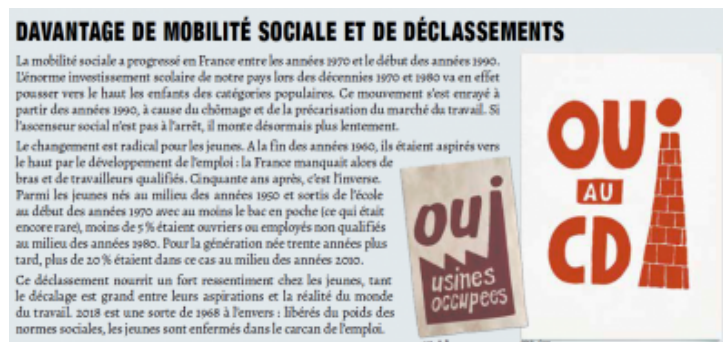 DAVANTAGE DE MOBILITÉ SOCIALE ET DE DÉCLASSEMENTS
La mobilité sociale a progressé en France entre les années 1970 et le début des années 1990.
L'énorme investissement scolaire de notre pays lors des décennies 1970 et 1980 va en effet
pousser vers le haut les enfants des catégories populaires. Ce mouvement s'est enrayé à
partir des années 1990, à cause du chômage et de la précarisation du marché du travail. Si
l'ascenseur social n'est pas à l'arrêt, il monte désormais plus lentement.
Le changement est radical pour les jeunes. A la fin des années 1960, ils étaient aspirés vers
le haut par le développement de l'emploi : la France manquait alors de
bras et de travailleurs qualifiés. Cinquante ans après, c'est l'inverse.
Parmi les jeunes nés au milieu des années 1950 et sortis de l'école
au début des années 1970 avec au moins le bac en poche (ce qui était
encore rare), moins de 5 % étaient ouvriers ou employés non qualifiés
au milieu des années 1980. Pour la génération née trente années plus
tard, plus de 20 % étaient dans ce cas au milieu des années 2010.
Ce déclassement nourrit un fort ressentiment chez les jeunes, tant
le décalage est grand entre leurs aspirations et la réalité du monde
du travail. 2018 est une sorte de 1968 à l'envers : libérés du poids des
normes sociales, les jeunes sont enfermés dans le carcan de l'emploi.
oui
usines
occupées
OUi
AU
CD